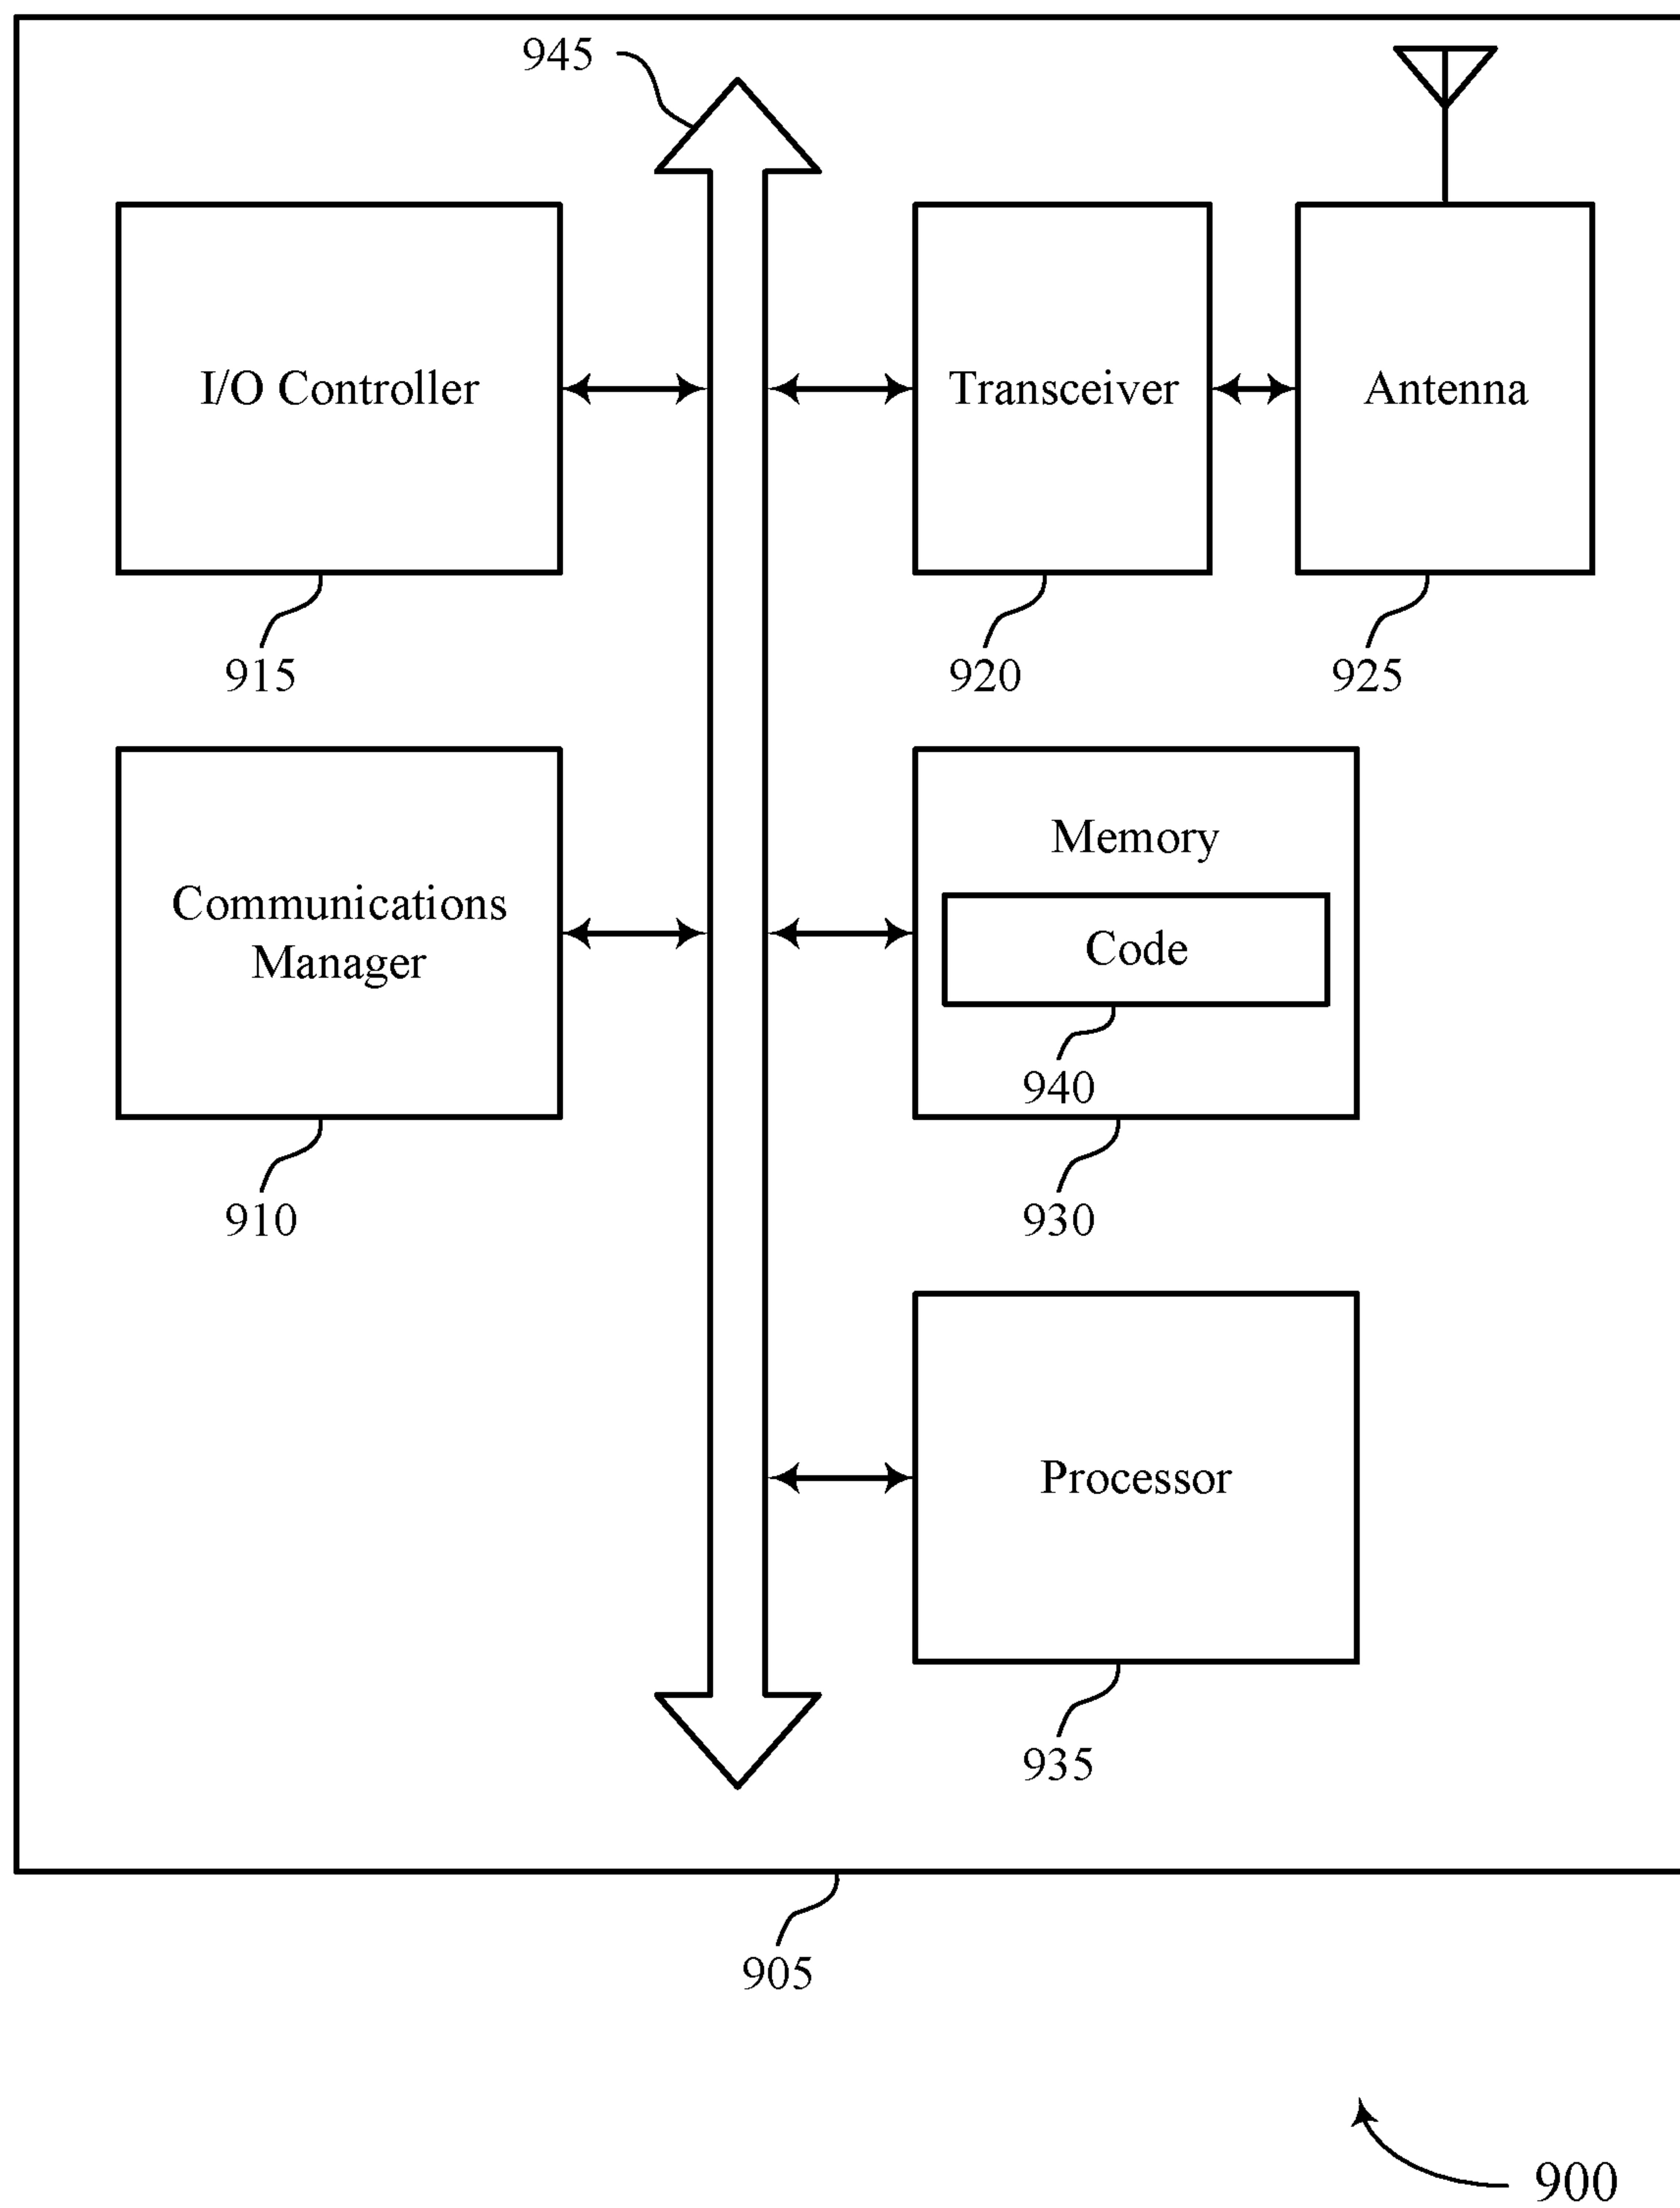 945
I/O Controller
Transceiver
Antenna
915
920
925
Communications
Manager
Memory
Code
940
910
930
Processor
935
905
900